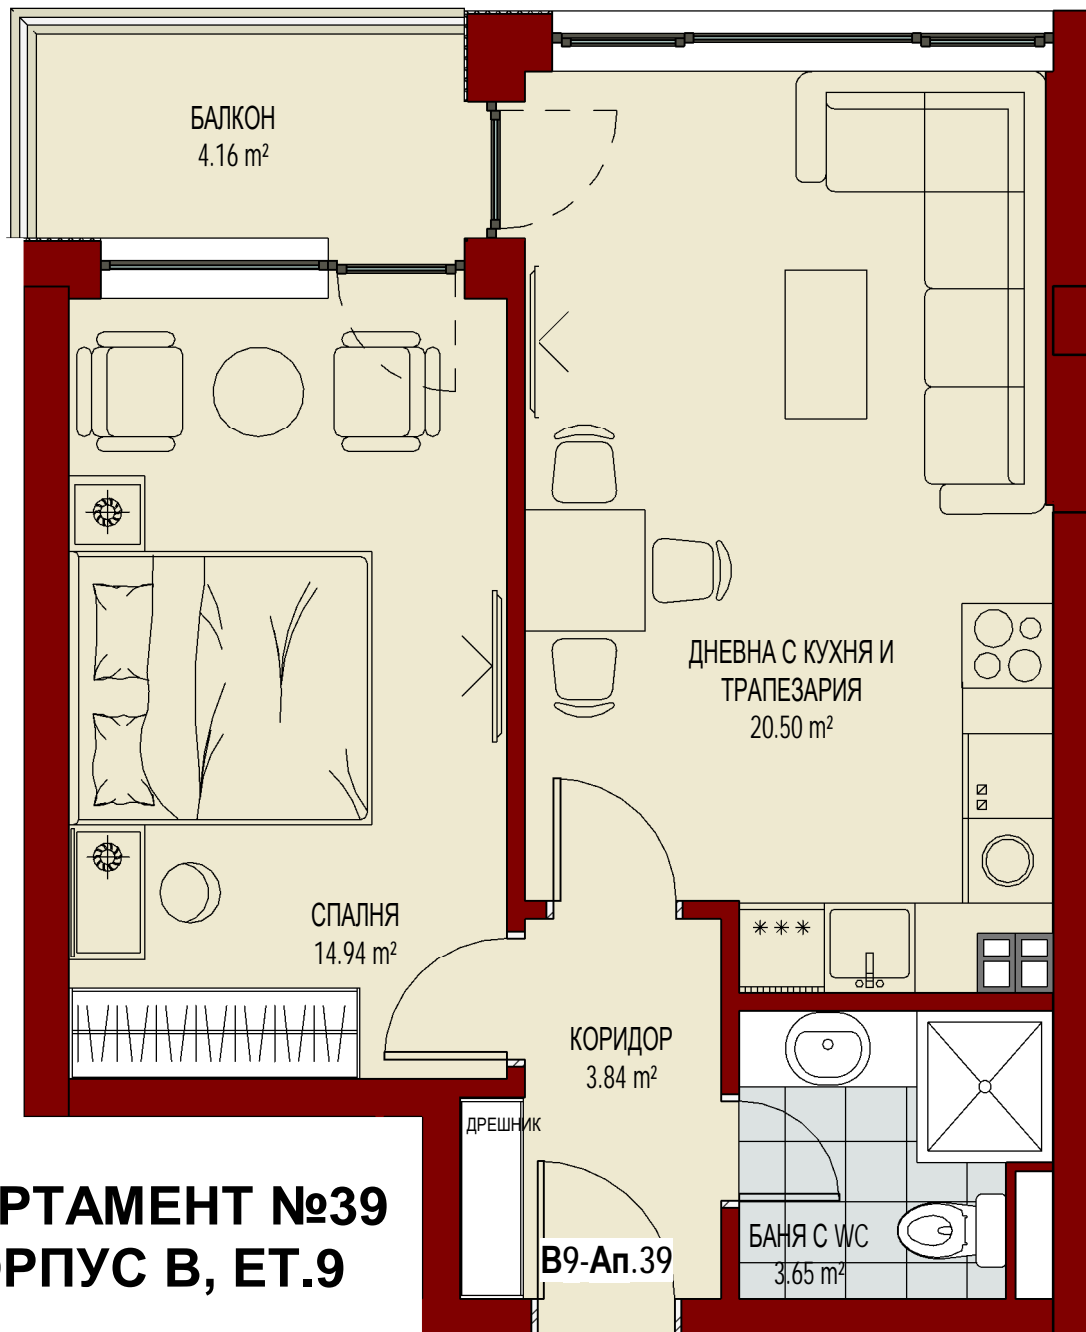 БАЛКОН
4.16 m²
ДНЕВНА С КУХНЯ И
ТРАПЕЗАРИЯ
20.50 m²
СПАЛНЯ
14.94 m²
КОРИДОР
3.84 m²
ДРЕШНИК
БАНЯ С WC
3.65 m²
В9-Ап.39
РТАМЕНТ №39
ОРПУС В, ЕТ.9